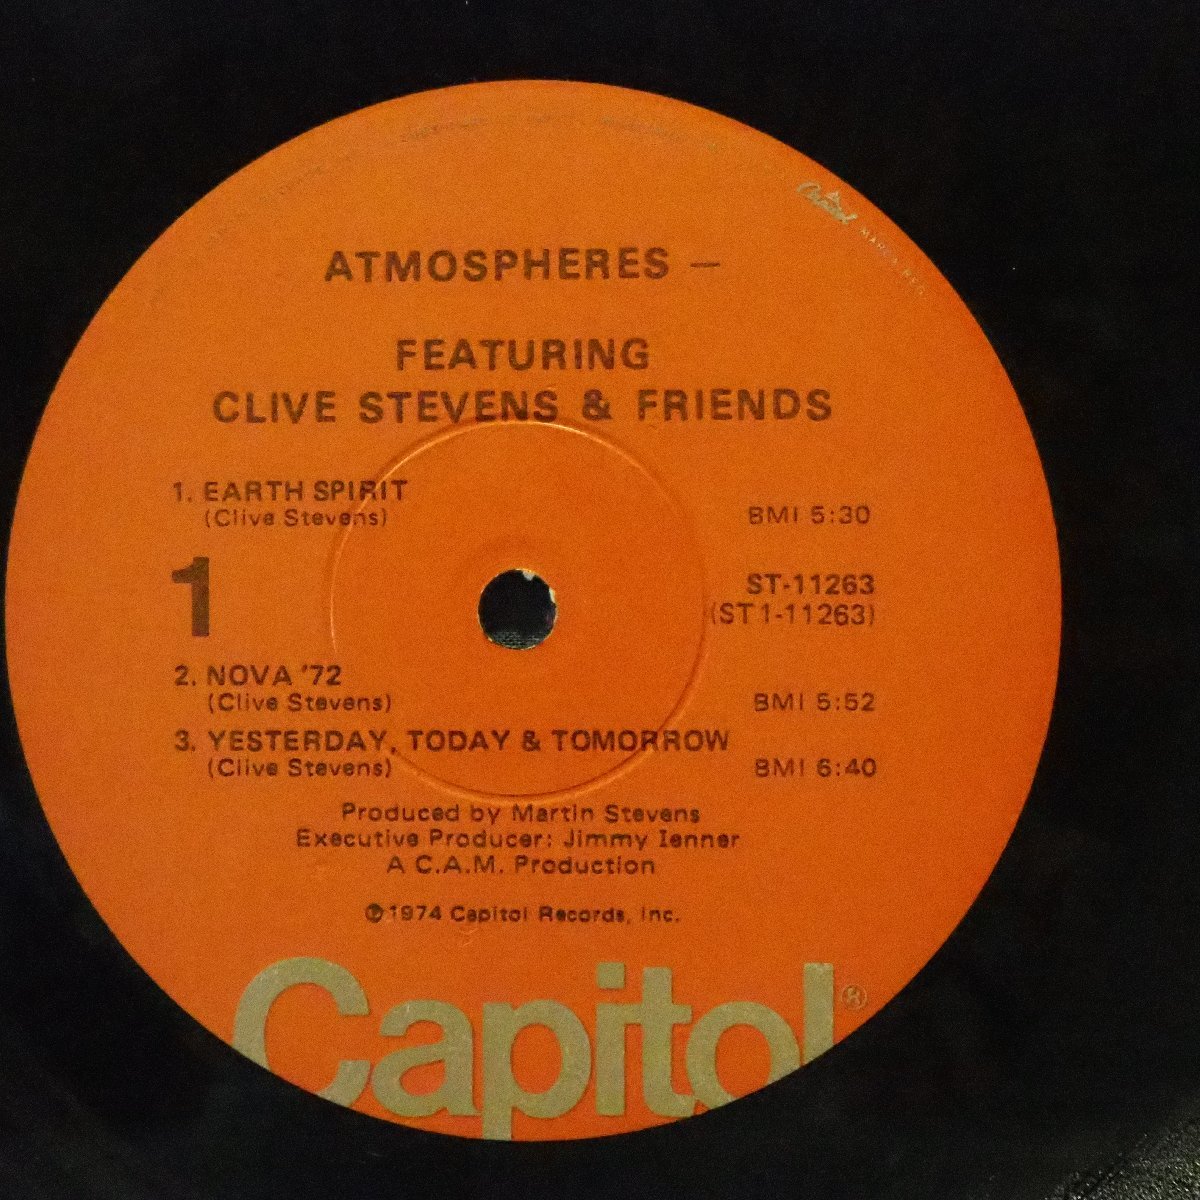 Capitol
ATMOSPHERES —
FEATURING
CLIVE STEVENS & FRIENDS
1. EARTH SPIRIT
(Clive Stevens) BMI 5:30
1
ST-11263
(ST1-11263)
2. NOVA '72
(Clive Stevens) BMI 5:52
3. YESTERDAY, TODAY & TOMORROW
(Clive Stevens) BMI 6:40
Produced by Martin Stevens
Executive Producer: Jimmy Ienner
A C.A.M. Production
℗1974 Capitol Records, Inc.
Capitol®